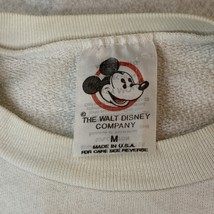 © THE WALT DISNEY
COMPANY
M
MADE IN U.S.A.
FOR CARE SEE REVERSE